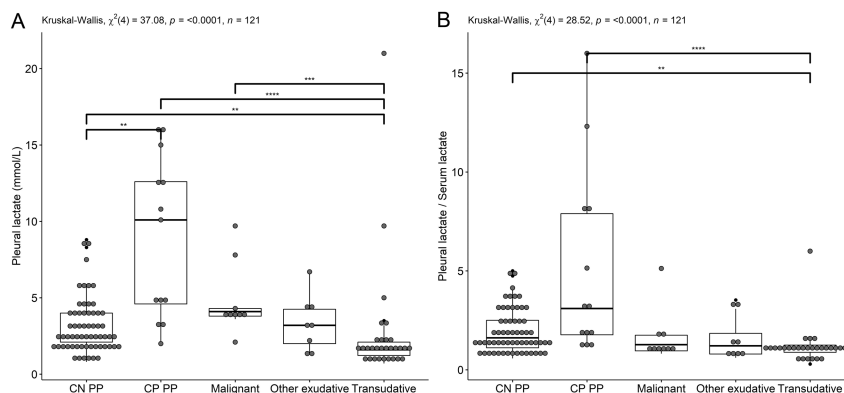 A
Kruskal-Wallis, χ²(4) = 37.08, p = <0.0001, n = 121
Pleural lactate (mmol/L)
20
15
10
5
0
***
****
**
**
CN PP CP PP Malignant Other exudative Transudative
B
Kruskal-Wallis, χ²(4) = 28.52, p = <0.0001, n = 121
Pleural lactate / Serum lactate
15
10
5
0
****
**
CN PP CP PP Malignant Other exudative Transudative